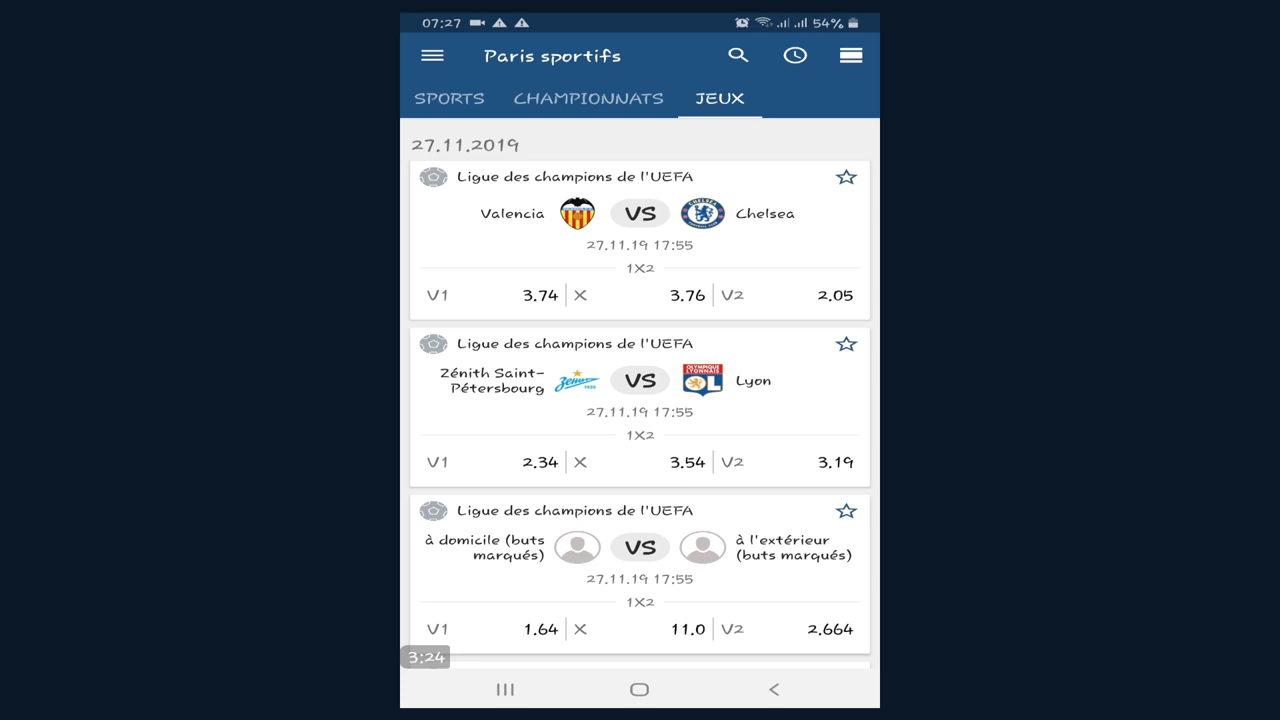 07:27 54%
Paris sportifs
SPORTS CHAMPIONNATS JEUX
27.11.2019
Ligue des champions de l'UEFA
Valencia VS CHELSEA Chelsea
27.11.19 17:55
1X2
V1 3.74 X 3.76 V2 2.05
Ligue des champions de l'UEFA
Zénith Saint-
Pétersbourg VS OLYMPIQUE LYONNAIS OL Lyon
27.11.19 17:55
1X2
V1 2.34 X 3.54 V2 3.19
Ligue des champions de l'UEFA
à domicile (buts
marqués) VS à l'extérieur
(buts marqués)
27.11.19 17:55
1X2
V1 1.64 X 11.0 V2 2.664
3:24